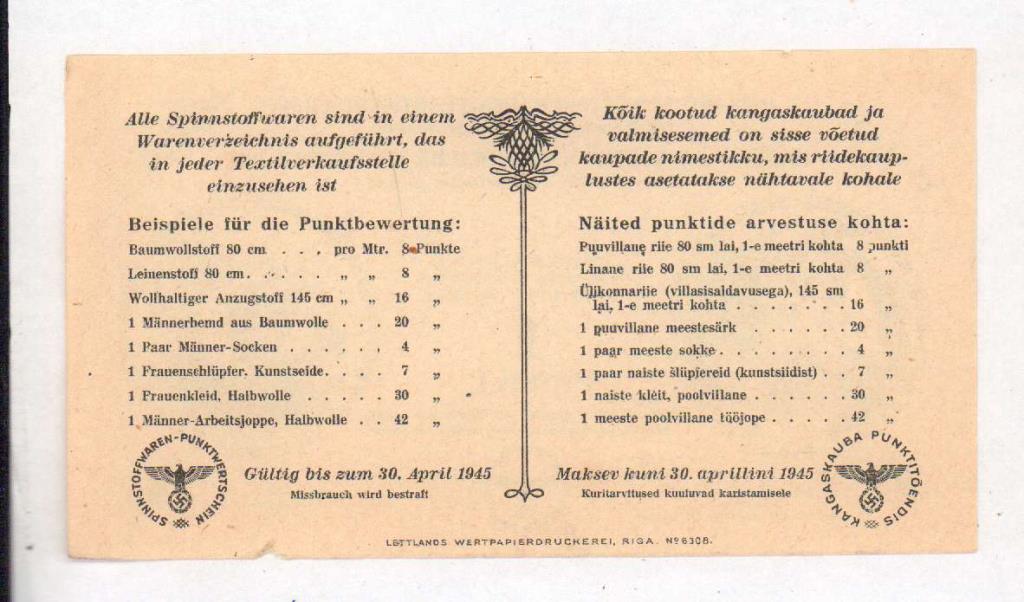 Alle Spinnstoffwaren sind in einem
Warenverzeichnis aufgeführt, das
in jeder Textilverkaufsstelle
einzusehen ist
Beispiele für die Punktbewertung:
Baumwollstoff 80 cm . . . , pro Mtr. 8 Punkte
Leinenstoff 80 cm . . . . . „ „ 8 „
Wollhaltiger Anzugstoff 145 cm „ „ 16 „
1 Männerhemd aus Baumwolle . . . 20 „
1 Paar Männer-Socken . . . . . . 4 „
1 Frauenschlüpfer, Kunstseide . . . . 7 „
1 Frauenkleid, Halbwolle . . . . . 30 „
1 Männer-Arbeitsjoppe, Halbwolle . . 42 „
SPINNSTOFFWAREN-PUNKTWERTSCHEIN
Gültig bis zum 30. April 1945
Missbrauch wird bestraft
Kõik kootud kangaskaubad ja
valmisesemed on sisse võetud
kaupade nimestikku, mis riidekaup-
lustes asetatakse nähtavale kohale
Näited punktide arvestuse kohta:
Puuvillane riie 80 sm lai, 1-e meetri kohta 8 punkti
Linane riie 80 sm lai, 1-e meetri kohta 8 „
Ülikonnariie (villasisaldavusega), 145 sm
lai, 1-e meetri kohta . . . . . . . . 16 „
1 puuvillane meestesärk . . . . . . 20 „
1 paar meeste sokke . . . . . . . . 4 „
1 paar naiste šlüpfereid (kunstsiidist) . . 7 „
1 naiste kleit, poolvillane . . . . . . 30 „
1 meeste poolvillane tööjope . . . . 42 „
Maksev kuni 30. aprillini 1945
Kuritarvitused kuuluvad karistamisele
KANGASKAUBA PUNKTITÕENDIS
LETTLANDS WERTPAPIERDRUCKEREI, RIGA. №6308.